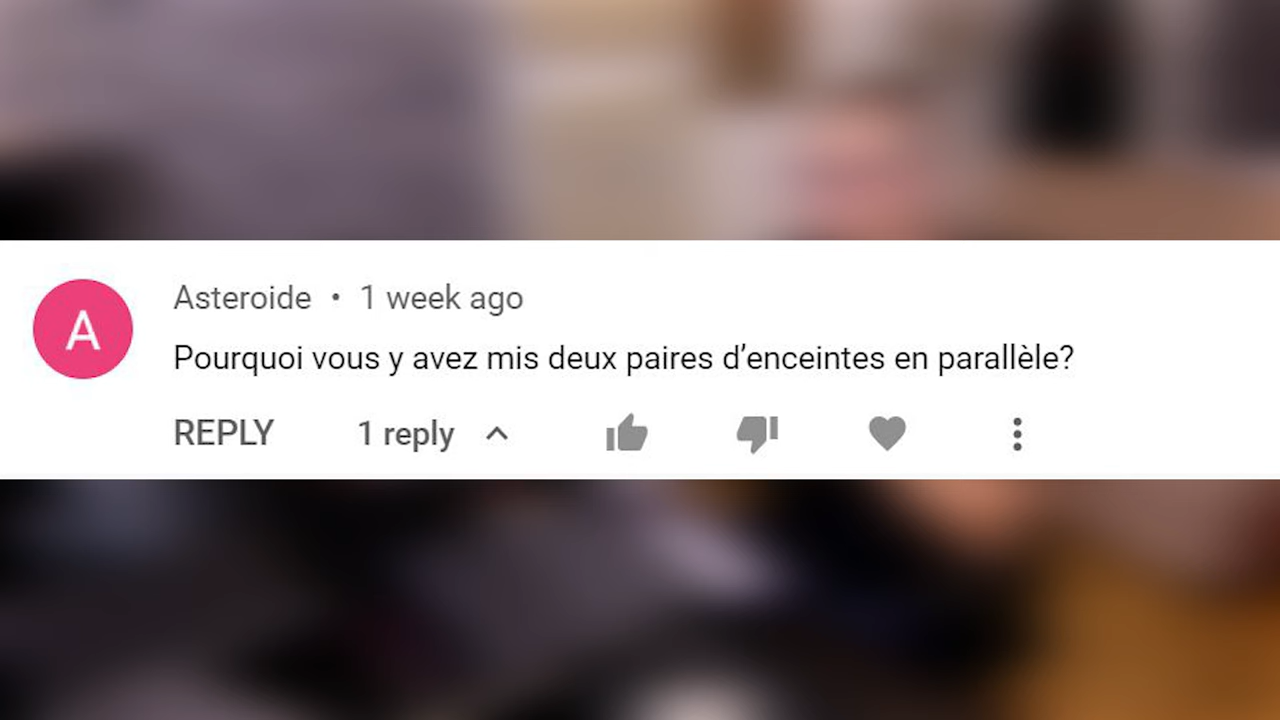 A
Asteroide • 1 week ago
Pourquoi vous y avez mis deux paires d’enceintes en parallèle?
REPLY 1 reply